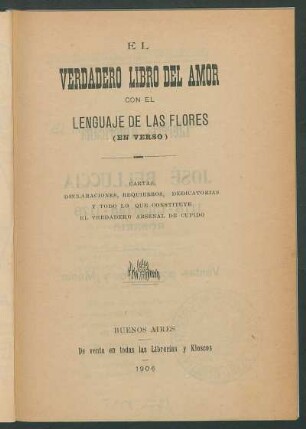 EL
VERDADERO LIBRO DEL AMOR
CON EL
LENGUAJE DE LAS FLORES
(EN VERSO)
CARTAS,
DECLARACIONES, REQUIEBROS, DEDICATORIAS
Y TODO LO QUE CONSTITUYE
EL VERDADERO ARSENAL DE CUPIDO
BUENOS AIRES
De venta en todas las Librerías y Kioscos
1906